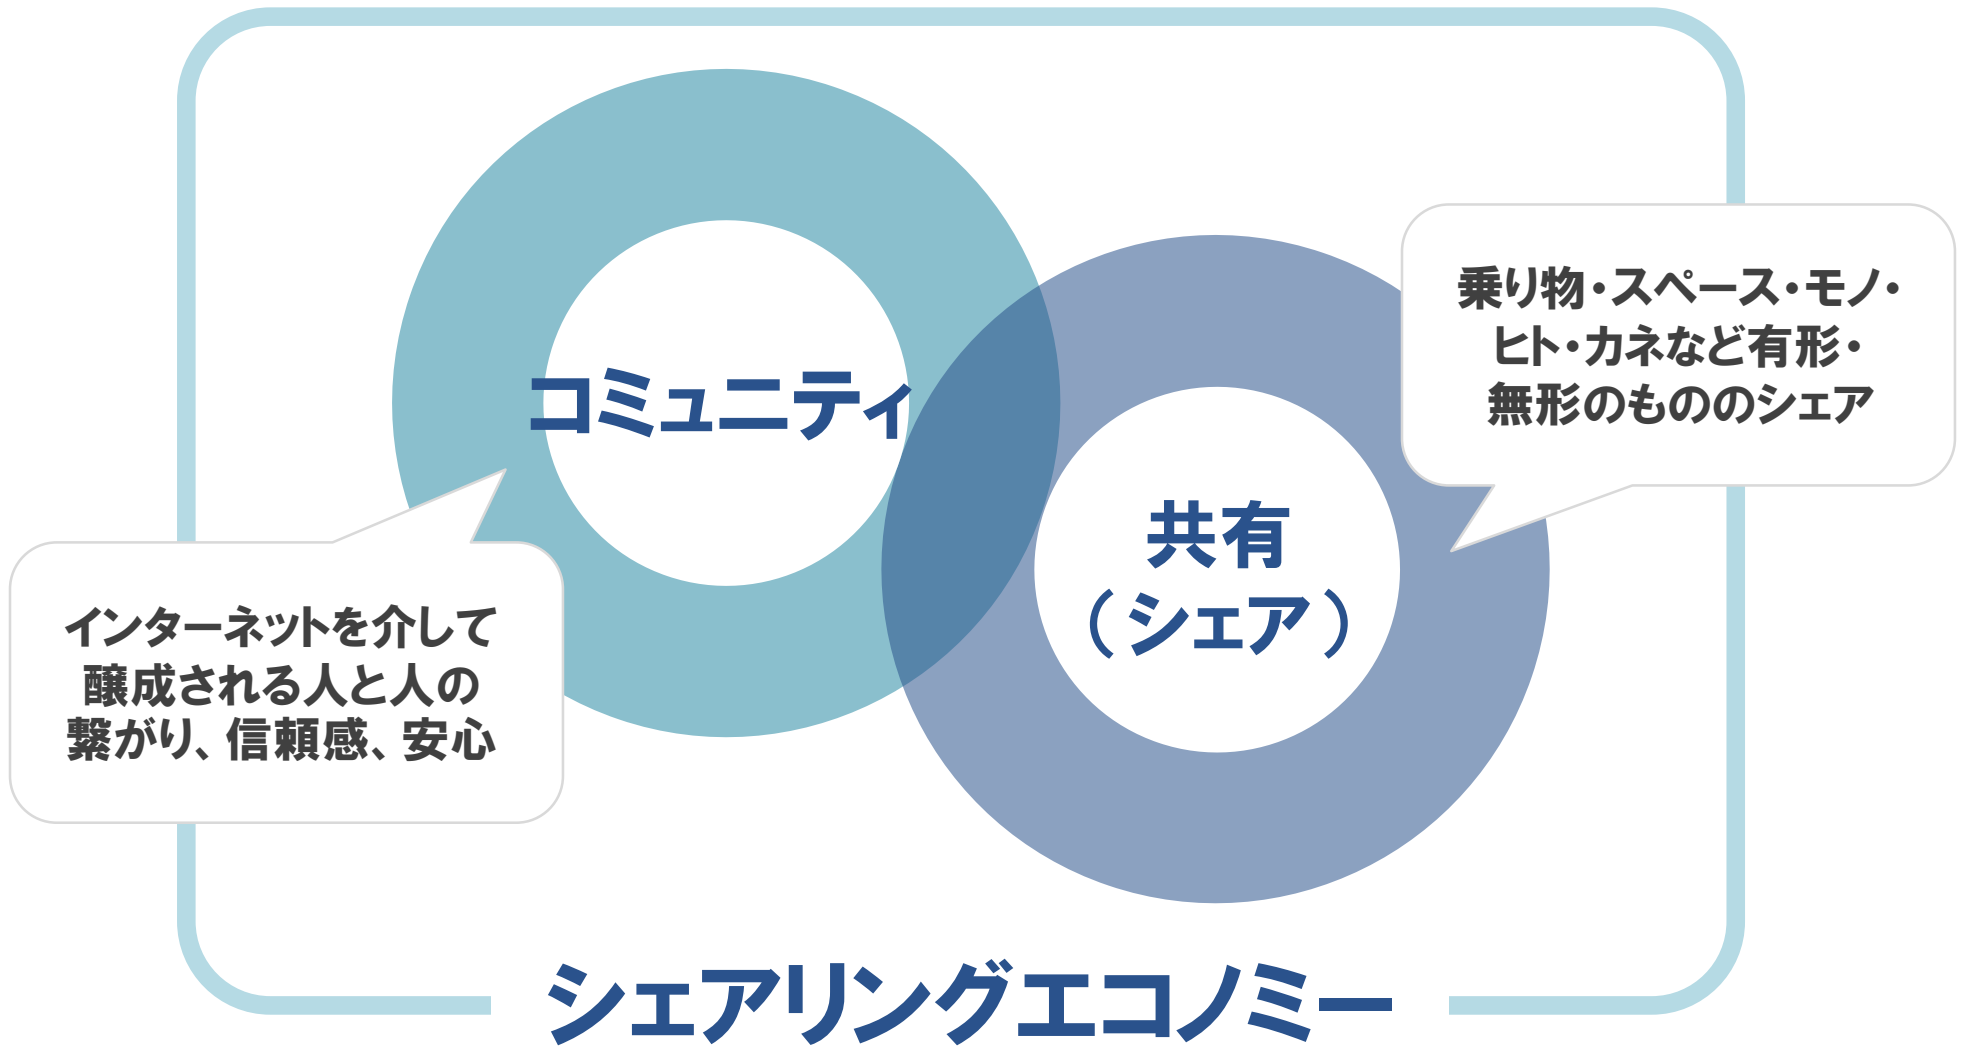 コミュニティ
インターネットを介して
醸成される人と人の
繋がり、信頼感、安心
共有
（シェア）
乗り物・スペース・モノ・
ヒト・カネなど有形・
無形のもののシェア
シェアリングエコノミー